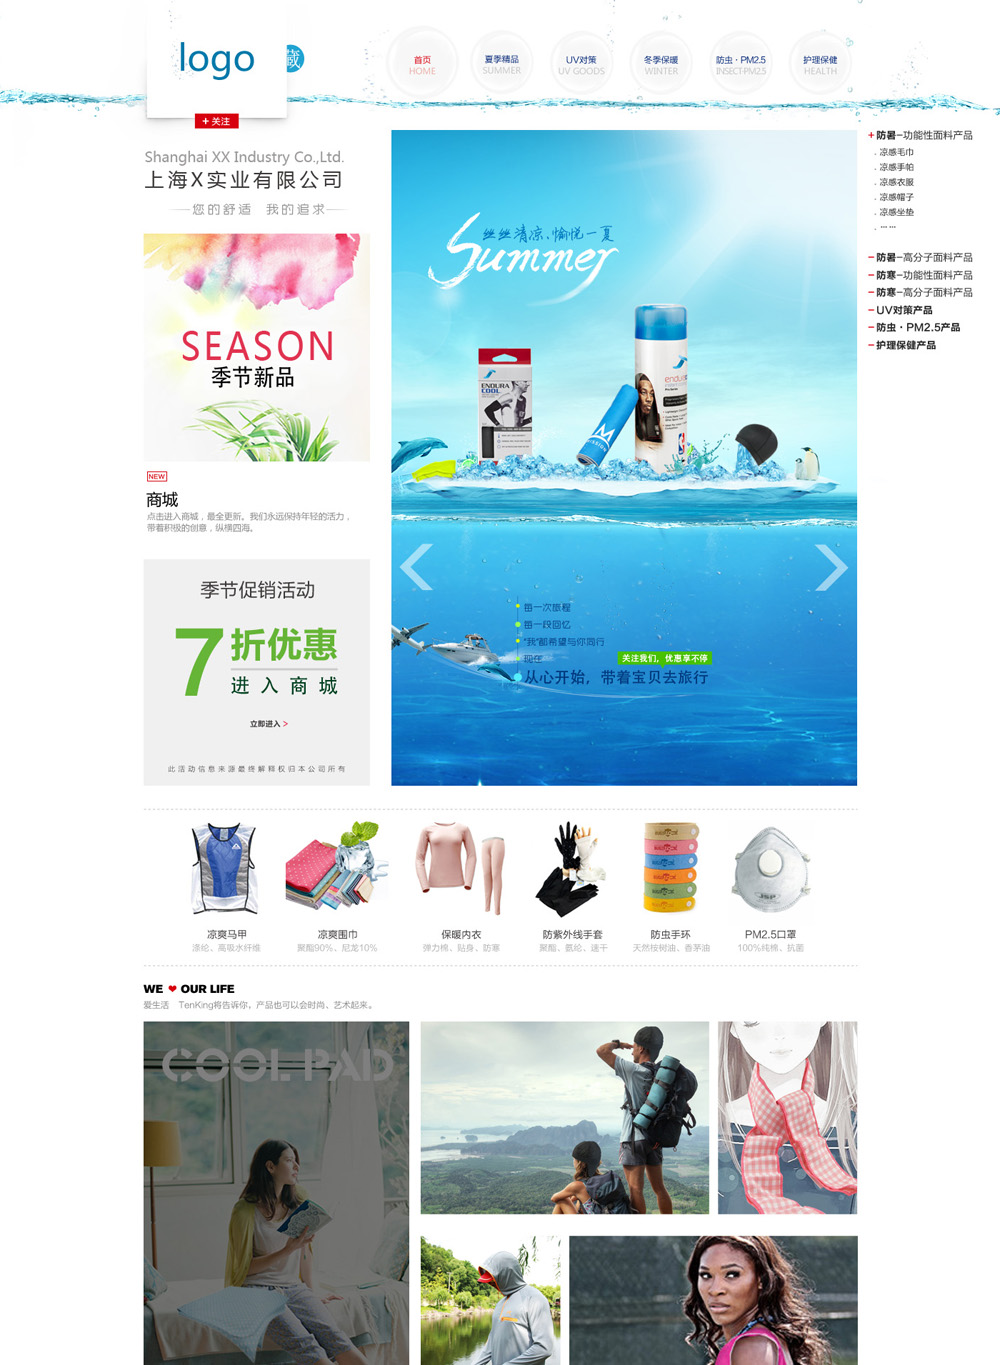 logo
藏
首页
HOME
夏季精品
SUMMER
UV对策
UV GOODS
冬季保暖
WINTER
防虫·PM2.5
INSECT-PM2.5
护理保健
HEALTH
+ 关注
Shanghai XX Industry Co.,Ltd.
上海X实业有限公司
您的舒适 我的追求
SEASON
季节新品
NEW
商城
点击进入商城，最全更新。我们永远保持年轻的活力，
带着积极的创意，纵横四海。
季节促销活动
7折优惠
进入商城
立即进入 >
此活动信息来源最终解释权归本公司所有
丝丝清凉、愉悦一夏
Summer
ENDURA
COOL
每一次旅程
每一段回忆
"我"都希望与你同行
现在
关注我们，优惠享不停
从心开始，带着宝贝去旅行
+ 防暑-功能性面料产品
. 凉感毛巾
. 凉感手帕
. 凉感衣服
. 凉感帽子
. 凉感坐垫
. ……
- 防暑-高分子面料产品
- 防寒-功能性面料产品
- 防寒-高分子面料产品
- UV对策产品
- 防虫·PM2.5产品
- 护理保健产品
凉爽马甲
涤纶、高吸水纤维
凉爽围巾
聚酯90%、尼龙10%
保暖内衣
弹力棉、贴身、防寒
防紫外线手套
聚酯、氨纶、速干
防虫手环
天然桉树油、香茅油
PM2.5口罩
100%纯棉、抗菌
WE ❤ OUR LIFE
爱生活 TenKing将告诉你，产品也可以会时尚、艺术起来。
COOL PAD